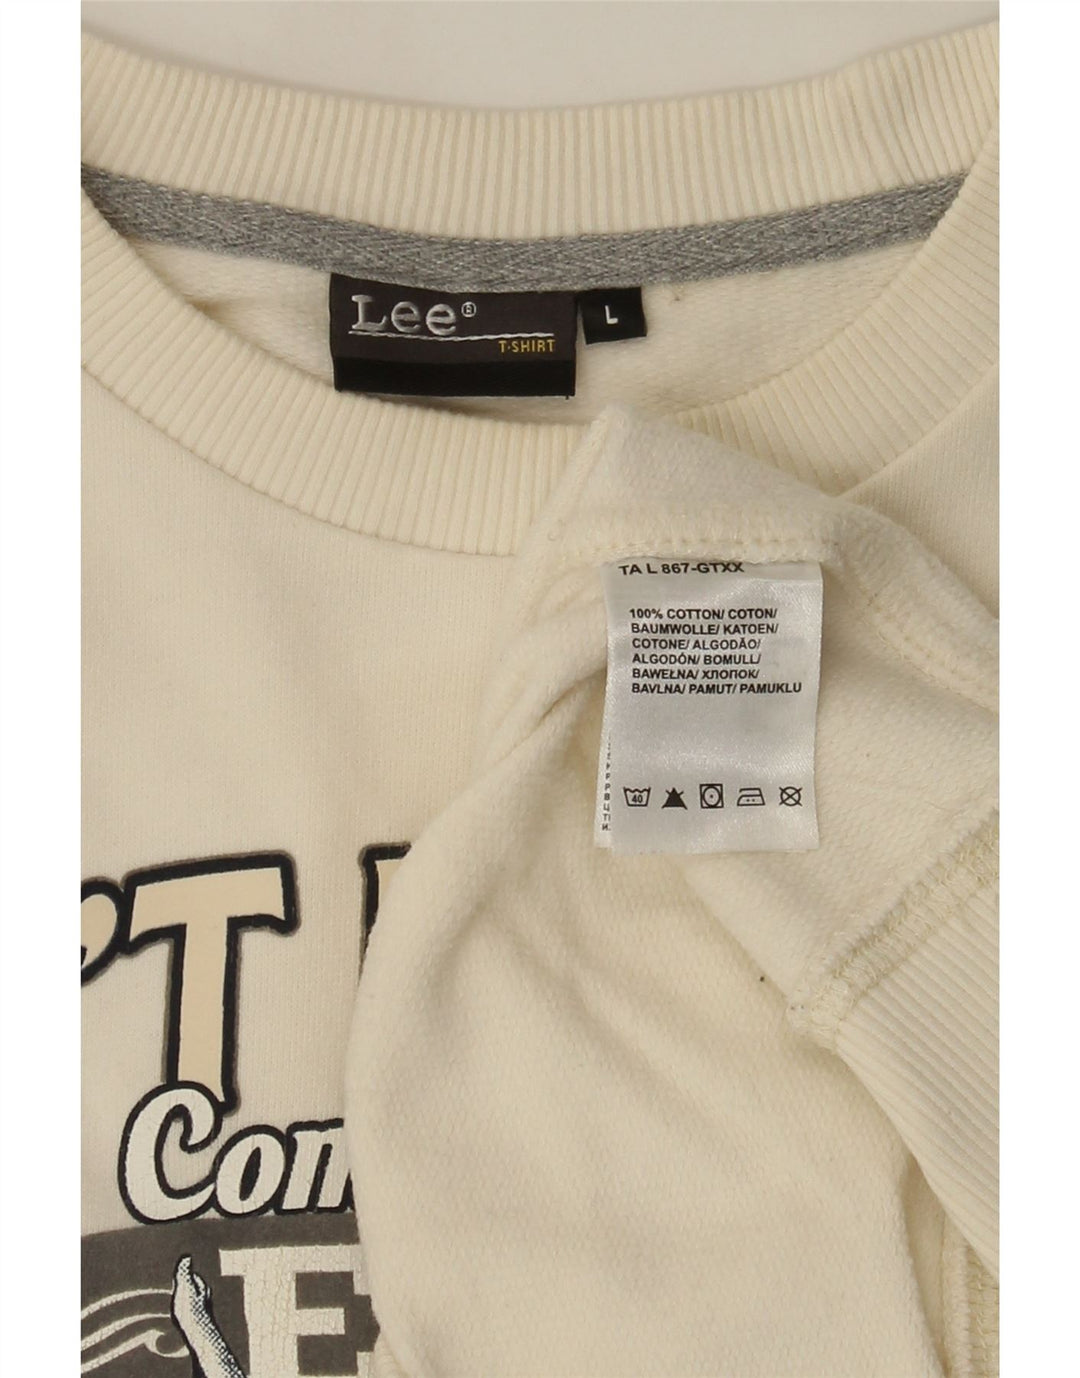 Lee®
T·SHIRT
L
TA L 867-GTXX
100% COTTON/ COTON/
BAUMWOLLE/ KATOEN/
COTONE/ ALGODÃO/
ALGODÓN/ BOMULL/
BAWEŁNA/ ХЛОПОК/
BAVLNA/ PAMUT/ PAMUKLU
40
'T
Con
E